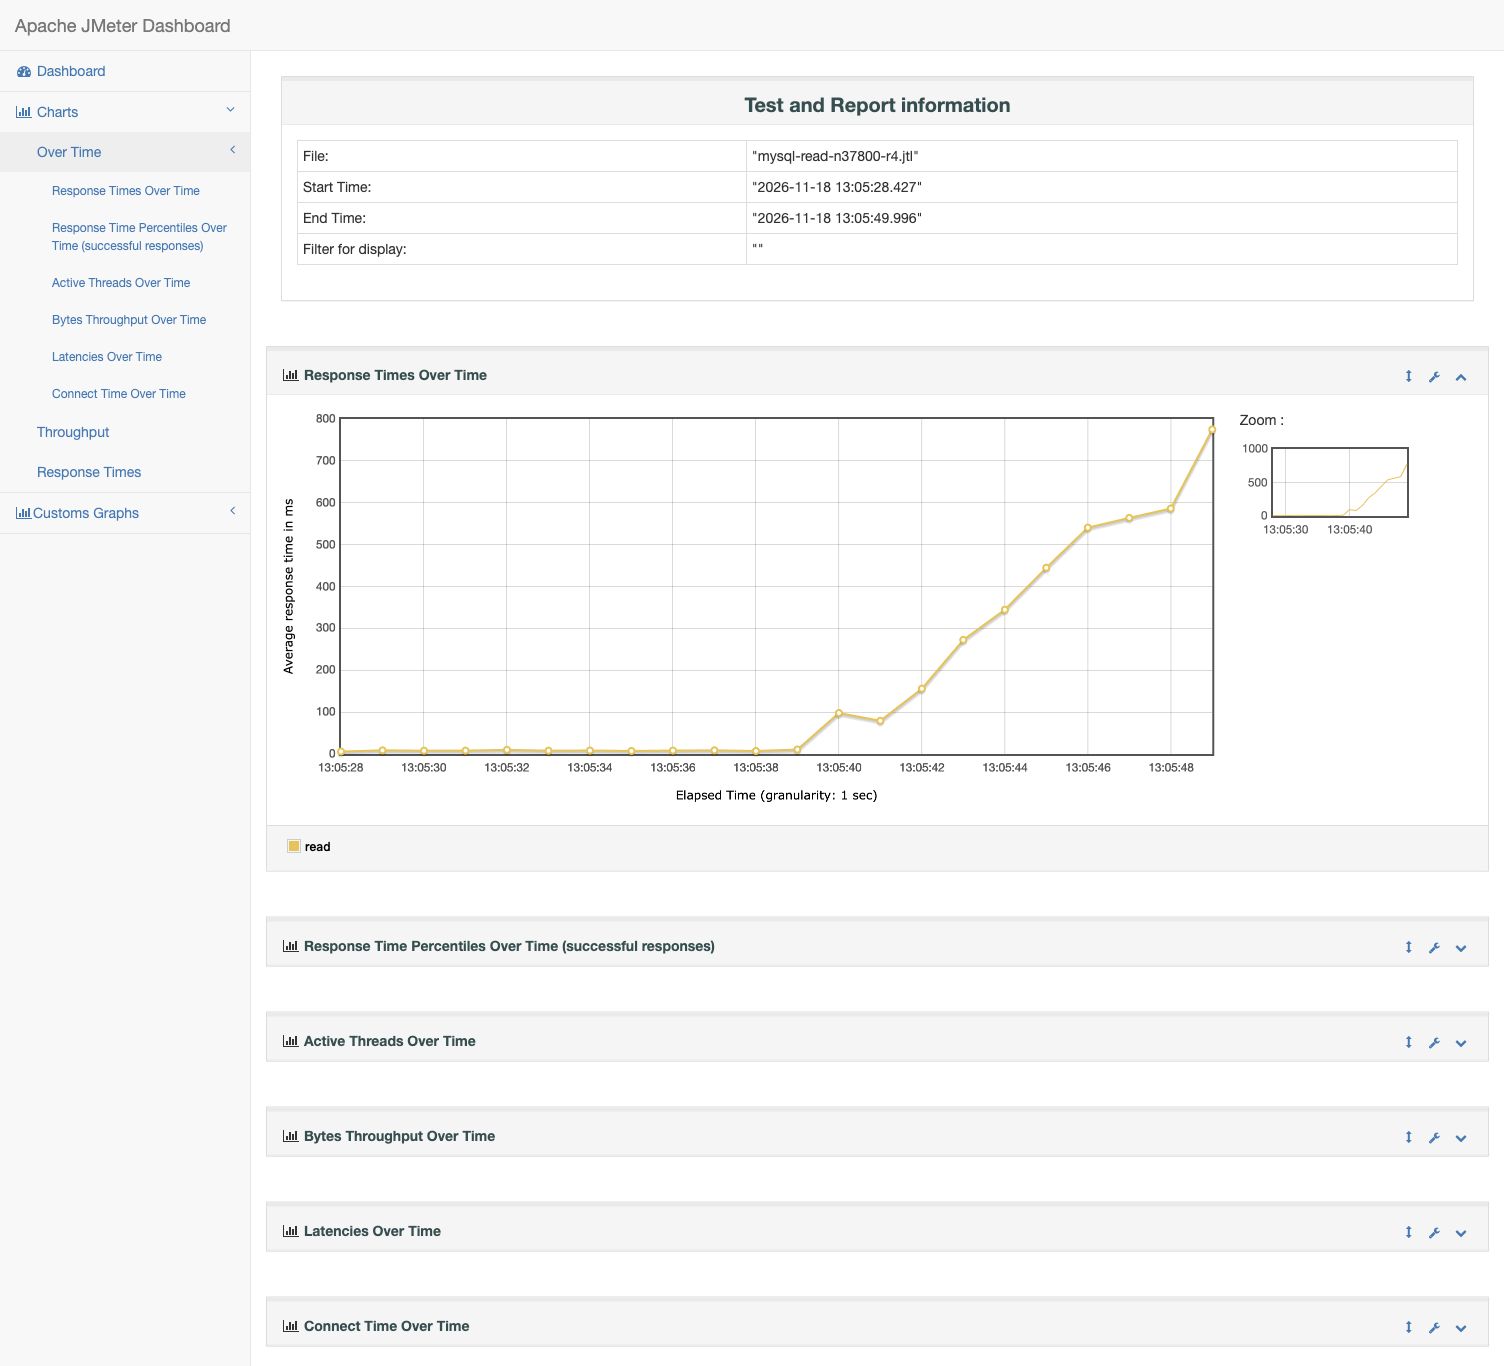 Apache JMeter Dashboard
Dashboard
Charts
Over Time
Response Times Over Time
Response Time Percentiles Over
Time (successful responses)
Active Threads Over Time
Bytes Throughput Over Time
Latencies Over Time
Connect Time Over Time
Throughput
Response Times
Customs Graphs
Test and Report information
File: "mysql-read-n37800-r4.jtl"
Start Time: "2026-11-18 13:05:28.427"
End Time: "2026-11-18 13:05:49.996"
Filter for display: ""
Response Times Over Time
800
700
600
500
400
300
200
100
0
Average response time in ms
13:05:28 13:05:30 13:05:32 13:05:34 13:05:36 13:05:38 13:05:40 13:05:42 13:05:44 13:05:46 13:05:48
Elapsed Time (granularity: 1 sec)
Zoom :
1000
500
0
13:05:30 13:05:40
read
Response Time Percentiles Over Time (successful responses)
Active Threads Over Time
Bytes Throughput Over Time
Latencies Over Time
Connect Time Over Time